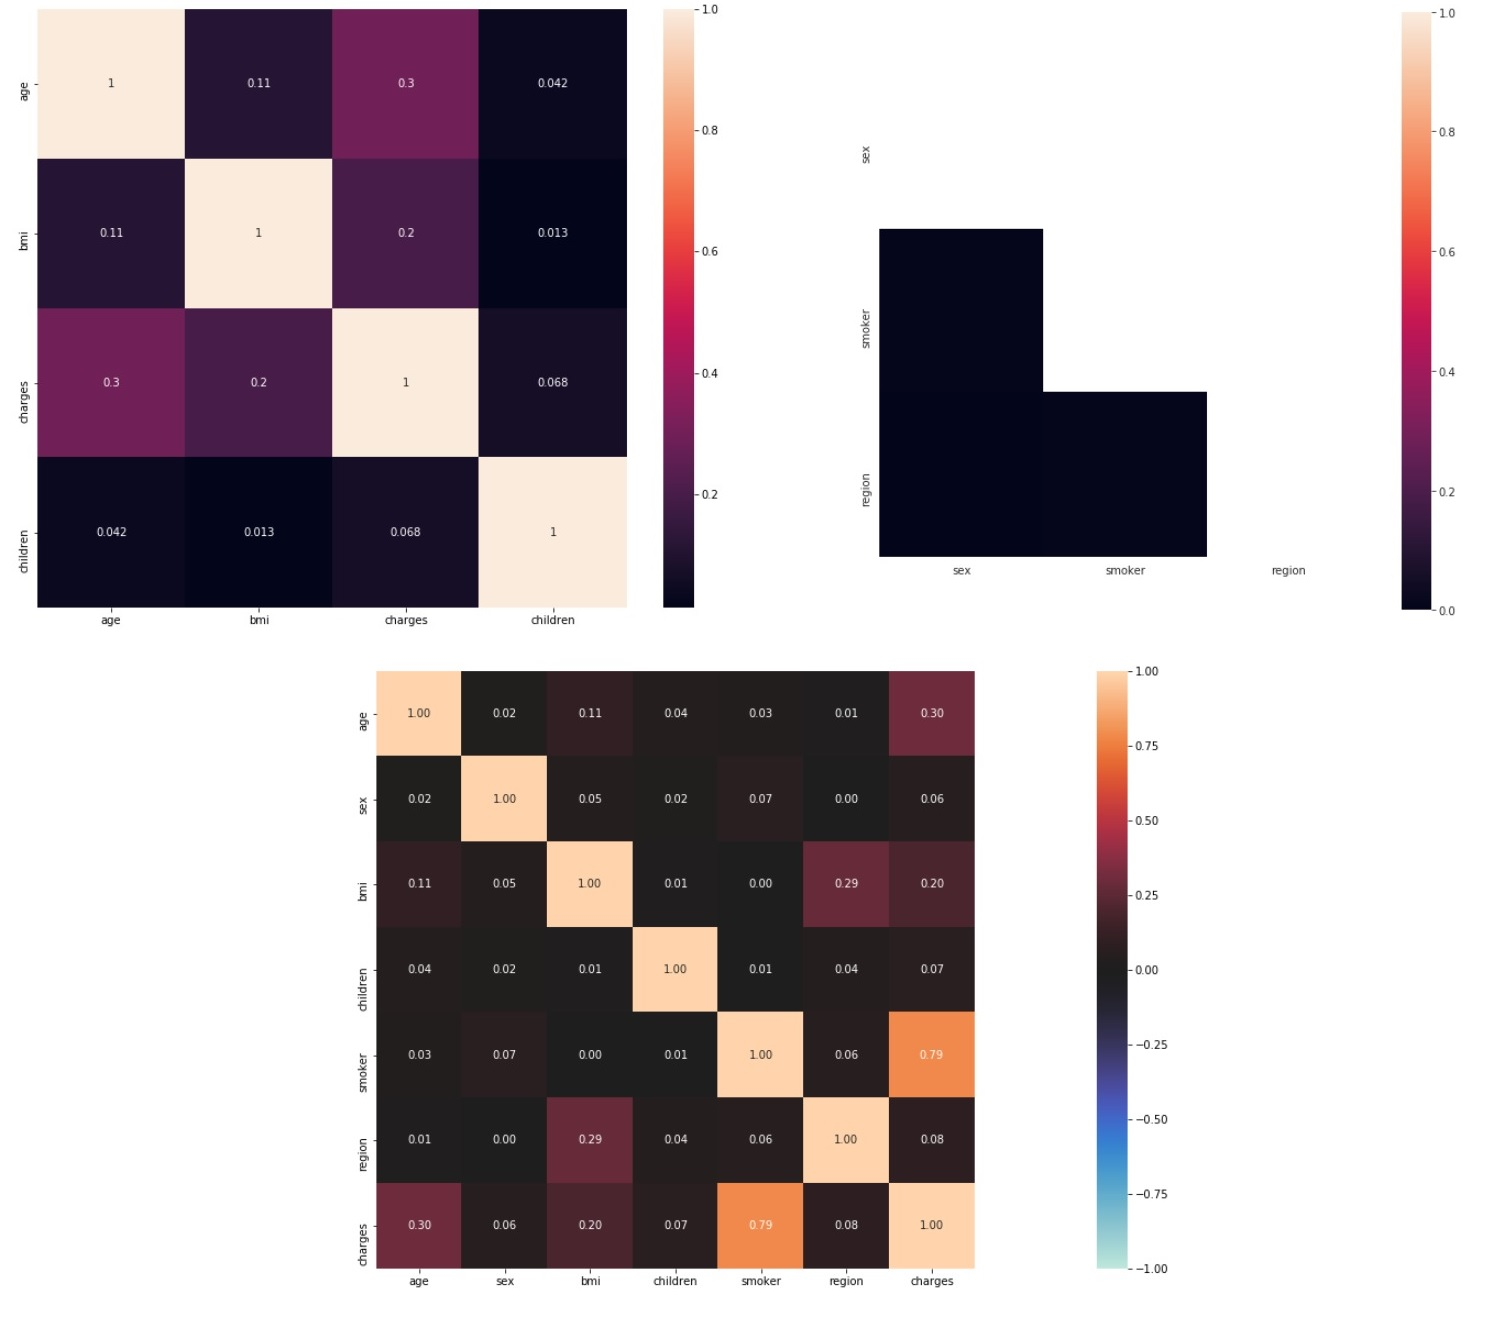 1.0
age 1 0.11 0.3 0.042
0.8
bmi 0.11 1 0.2 0.013
0.6
0.4
charges 0.3 0.2 1 0.068
0.2
children 0.042 0.013 0.068 1
age bmi charges children
1.0
sex
0.8
0.6
smoker
0.4
region
0.2
sex smoker region
0.0
1.00
age 1.00 0.02 0.11 0.04 0.03 0.01 0.30
0.75
sex 0.02 1.00 0.05 0.02 0.07 0.00 0.06
0.50
bmi 0.11 0.05 1.00 0.01 0.00 0.29 0.20
0.25
children 0.04 0.02 0.01 1.00 0.01 0.04 0.07
0.00
smoker 0.03 0.07 0.00 0.01 1.00 0.06 0.79
−0.25
region 0.01 0.00 0.29 0.04 0.06 1.00 0.08
−0.50
−0.75
charges 0.30 0.06 0.20 0.07 0.79 0.08 1.00
−1.00
age sex bmi children smoker region charges